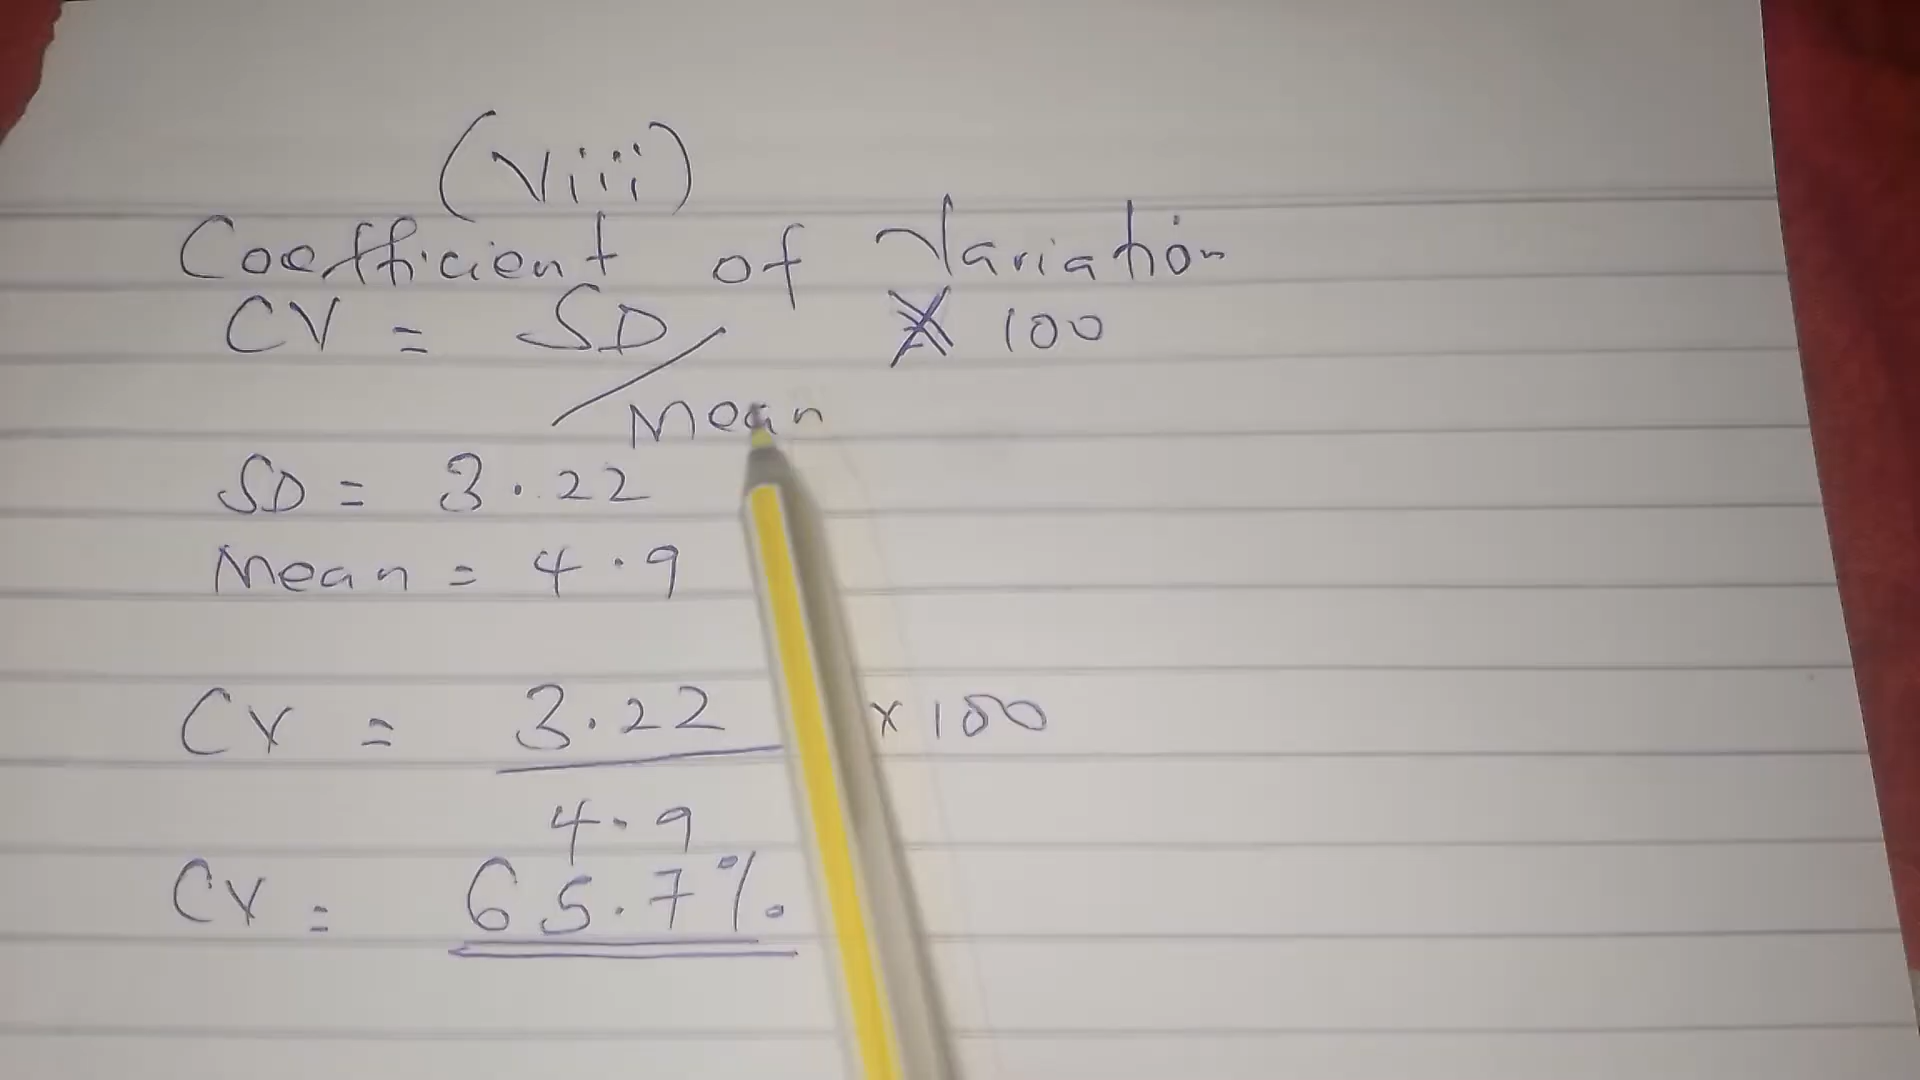 (Viii)
Coefficient of Variation
CV = SD / Mean X 100
SD = 3.22
Mean = 4.9
CV = 3.22 x 100
4.9
CV = 65.7%